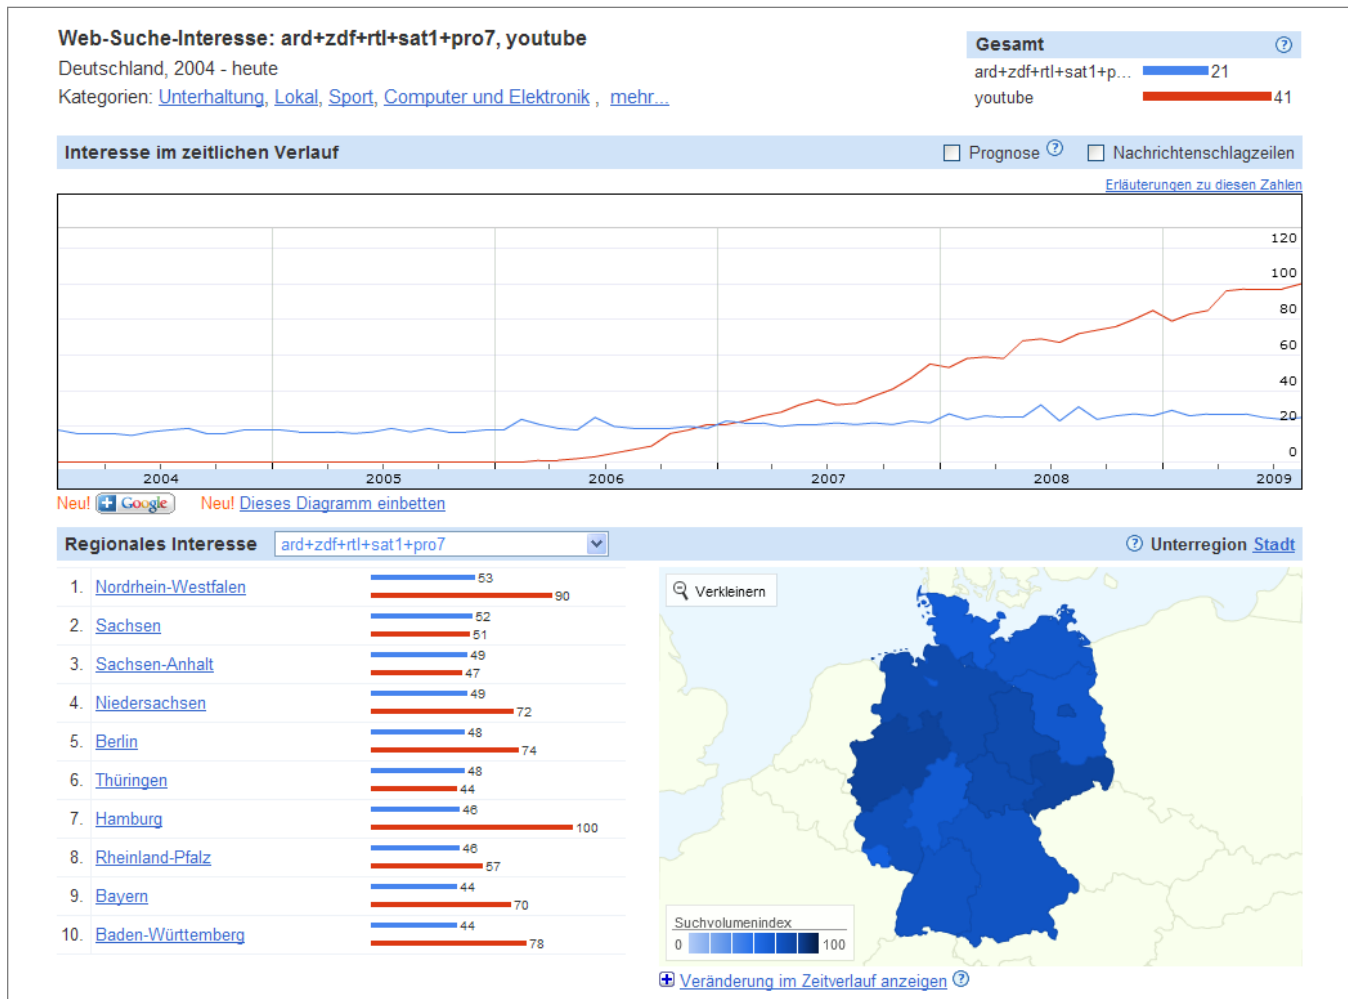 Web-Suche-Interesse: ard+zdf+rtl+sat1+pro7, youtube
Deutschland, 2004 - heute
Kategorien: Unterhaltung, Lokal, Sport, Computer und Elektronik , mehr...
Gesamt ?
ard+zdf+rtl+sat1+p... 21
youtube 41
Interesse im zeitlichen Verlauf Prognose ? Nachrichtenschlagzeilen
Erläuterungen zu diesen Zahlen
120
100
80
60
40
20
0
2004 2005 2006 2007 2008 2009
Neu! Google Neu! Dieses Diagramm einbetten
Regionales Interesse ard+zdf+rtl+sat1+pro7 ? Unterregion Stadt
1. Nordrhein-Westfalen 53 90
2. Sachsen 52 51
3. Sachsen-Anhalt 49 47
4. Niedersachsen 49 72
5. Berlin 48 74
6. Thüringen 48 44
7. Hamburg 46 100
8. Rheinland-Pfalz 46 57
9. Bayern 44 70
10. Baden-Württemberg 44 78
Verkleinern
Suchvolumenindex
0 100
Veränderung im Zeitverlauf anzeigen ?